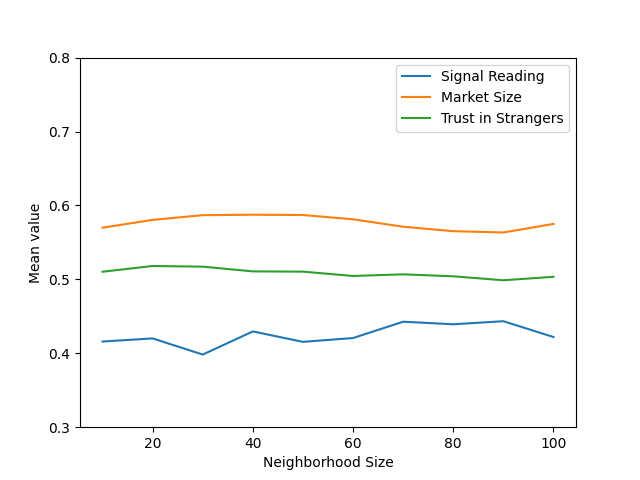 0.8
0.7
0.6
0.5
0.4
0.3
Mean value
Signal Reading
Market Size
Trust in Strangers
20 40 60 80 100
Neighborhood Size